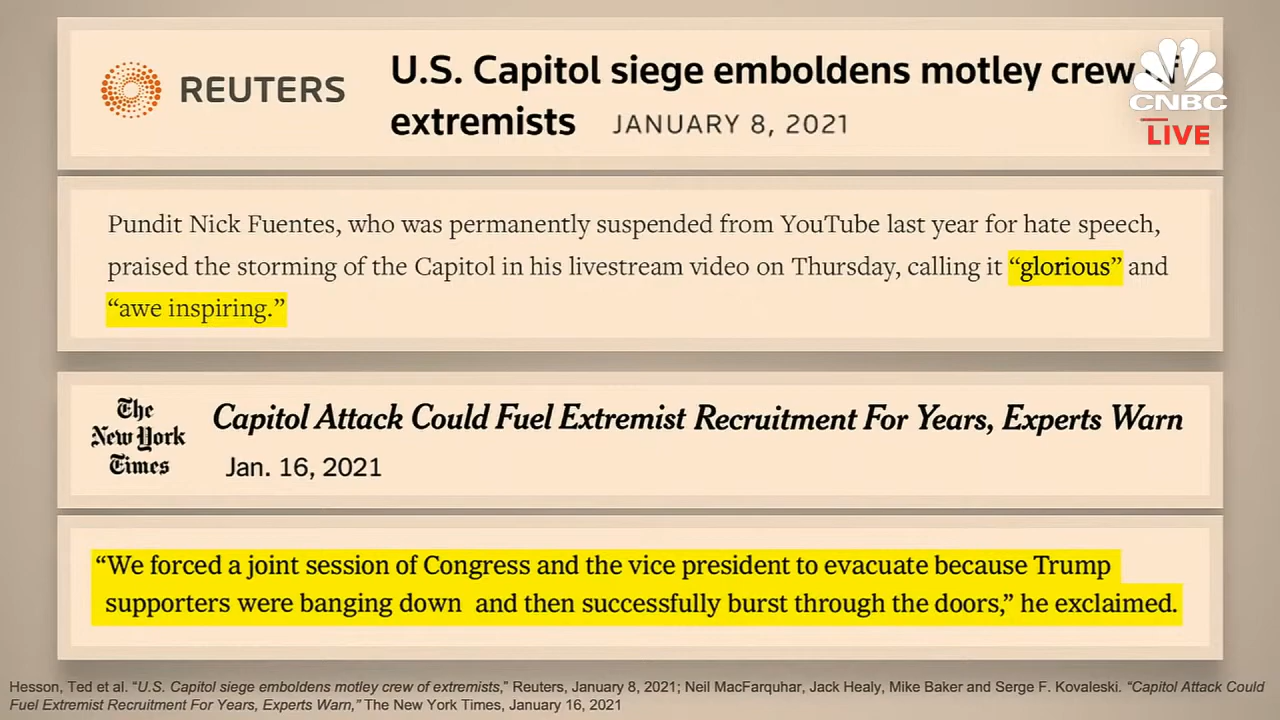 REUTERS
U.S. Capitol siege emboldens motley crew of
extremists JANUARY 8, 2021
CNBC
LIVE
Pundit Nick Fuentes, who was permanently suspended from YouTube last year for hate speech,
praised the storming of the Capitol in his livestream video on Thursday, calling it “glorious” and
“awe inspiring.”
The
New York
Times
Capitol Attack Could Fuel Extremist Recruitment For Years, Experts Warn
Jan. 16, 2021
“We forced a joint session of Congress and the vice president to evacuate because Trump
supporters were banging down and then successfully burst through the doors,” he exclaimed.
Hesson, Ted et al. “U.S. Capitol siege emboldens motley crew of extremists,” Reuters, January 8, 2021; Neil MacFarquhar, Jack Healy, Mike Baker and Serge F. Kovaleski. “Capitol Attack Could
Fuel Extremist Recruitment For Years, Experts Warn,” The New York Times, January 16, 2021